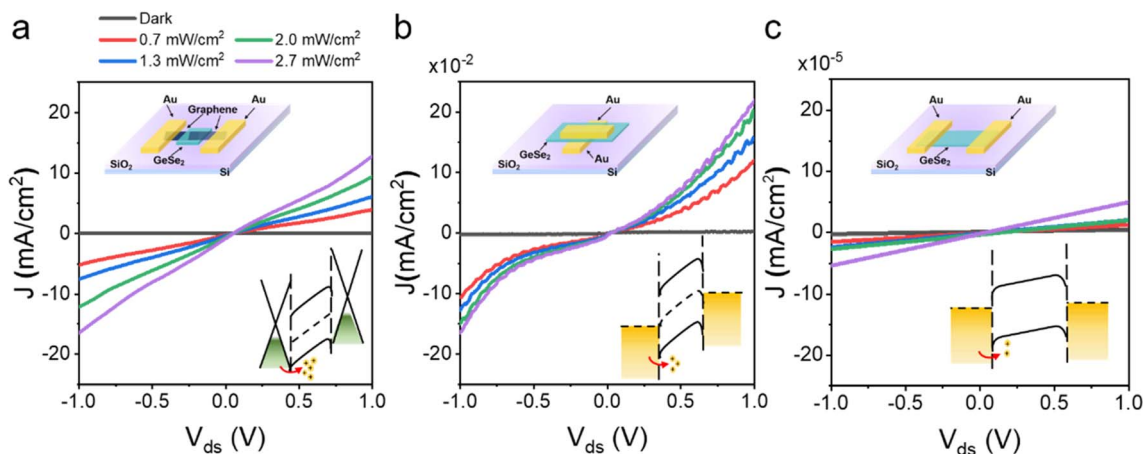 a
Dark
0.7 mW/cm²
2.0 mW/cm²
1.3 mW/cm²
2.7 mW/cm²
J (mA/cm²)
20
10
0
-10
-20
-1.0 -0.5 0.0 0.5 1.0
V_ds (V)
Au
Graphene
Au
SiO₂
GeSe₂
Si
b
x10⁻²
J(mA/cm²)
20
10
0
-10
-20
-1.0 -0.5 0.0 0.5 1.0
V_ds (V)
Au
GeSe₂
Au
SiO₂
Si
c
x10⁻⁵
J (mA/cm²)
20
10
0
-10
-20
-1.0 -0.5 0.0 0.5 1.0
V_ds (V)
Au
Au
SiO₂
GeSe₂
Si